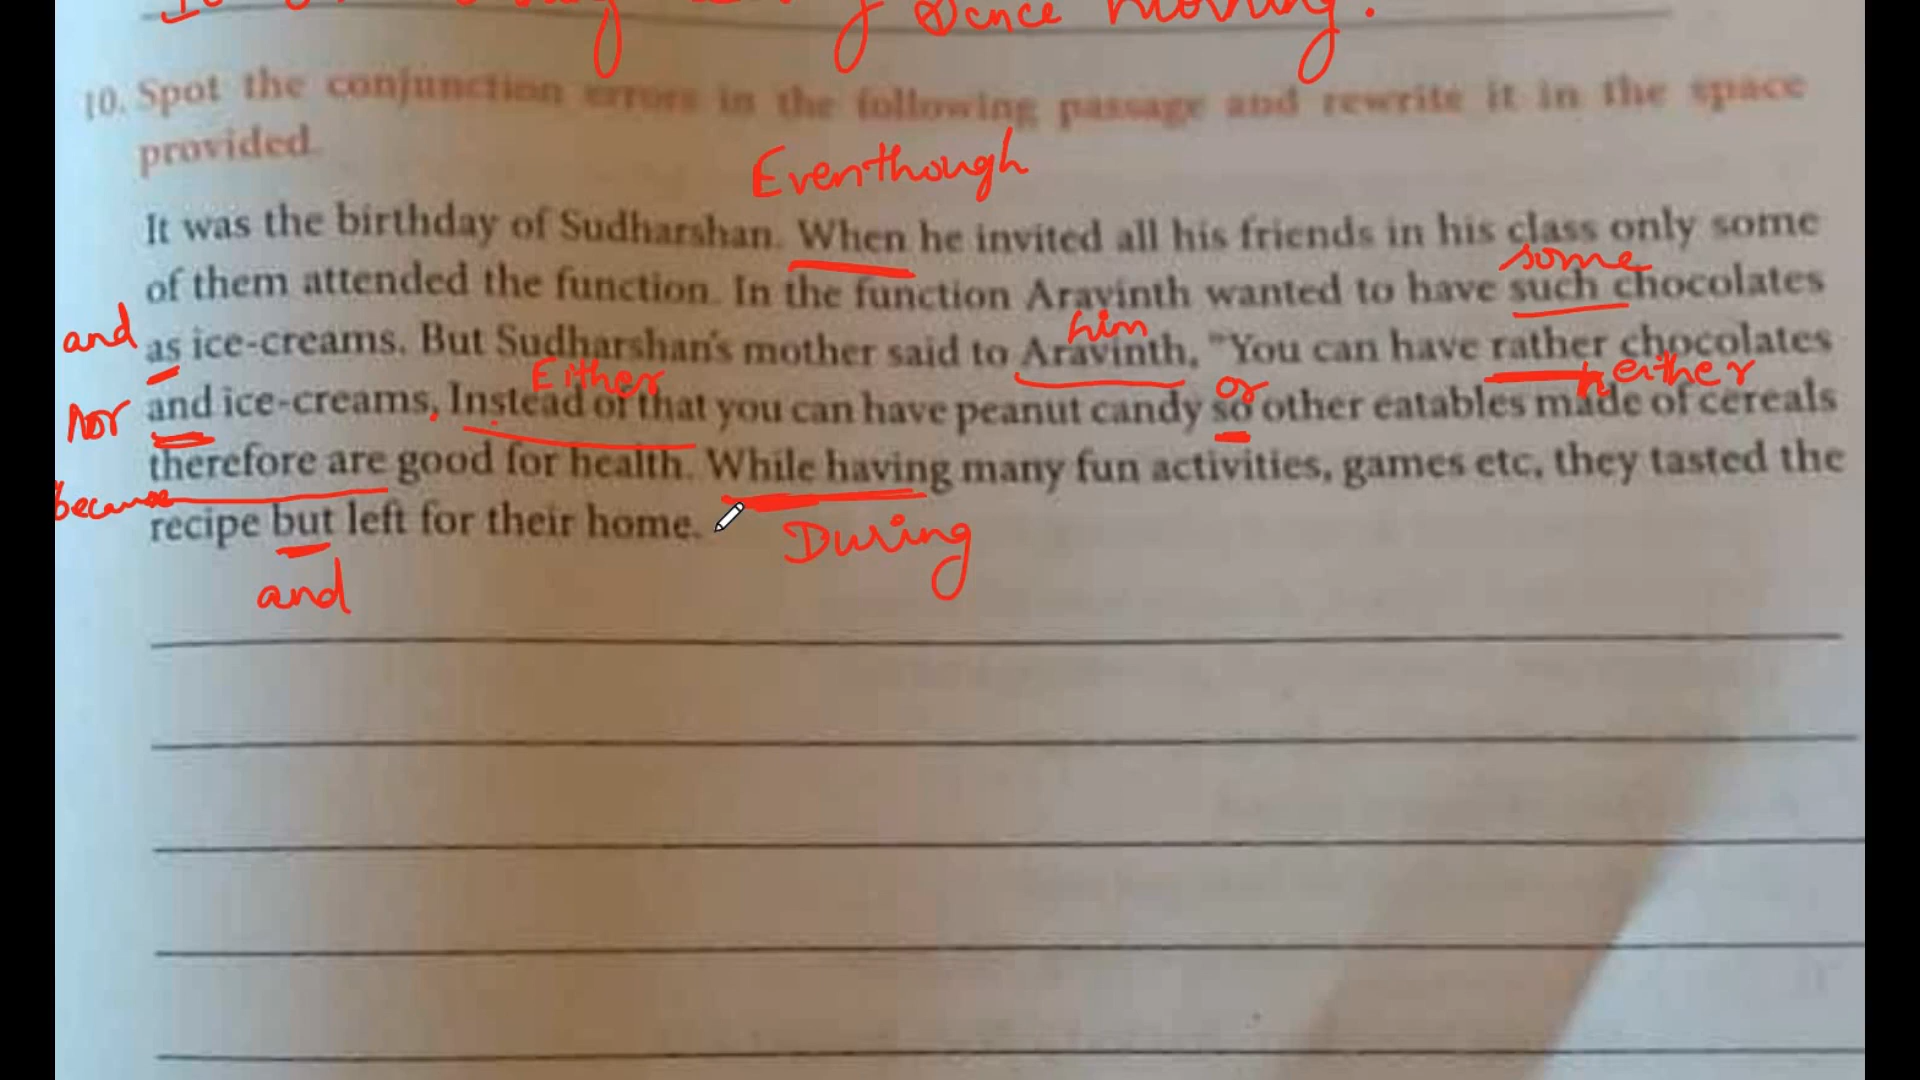 Dence morning.
10. Spot the conjunction errors in the following passage and rewrite it in the space
provided.
Eventhough
It was the birthday of Sudharshan. When he invited all his friends in his class only some
some
of them attended the function. In the function Aravinth wanted to have such chocolates
and
him
as ice-creams. But Sudharshan's mother said to Aravinth, "You can have rather chocolates
Either
or
neither
nor
and ice-creams. Instead of that you can have peanut candy so other eatables made of cereals
therefore are good for health. While having many fun activities, games etc, they tasted the
because
recipe but left for their home.
During
and